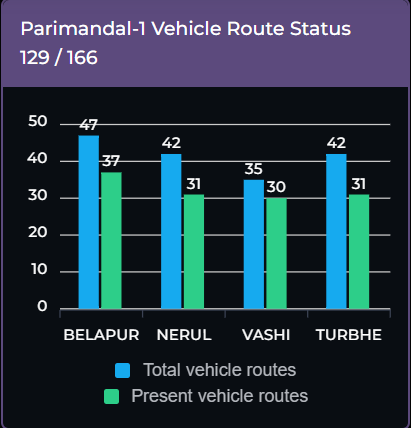 Parimandal-1 Vehicle Route Status
129 / 166
50
47
42
42
40
37
35
31
30
31
30
20
10
0
BELAPUR NERUL VASHI TURBHE
Total vehicle routes
Present vehicle routes